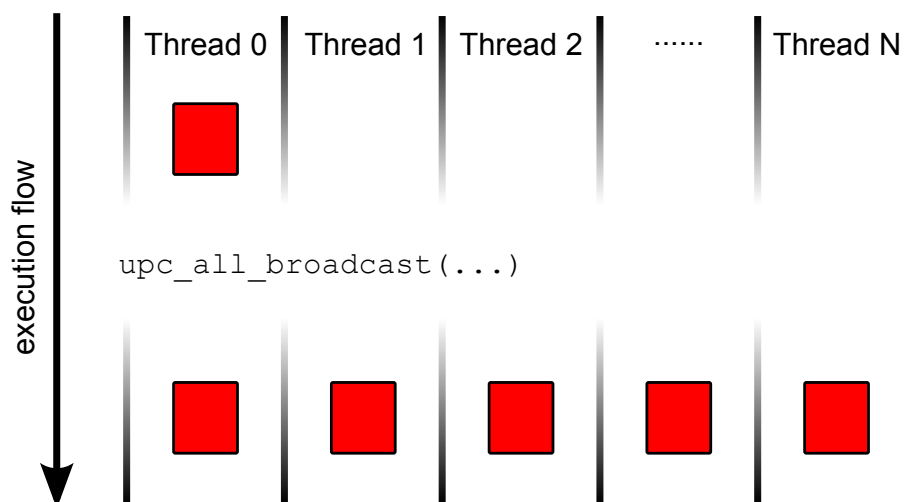 Thread 0
Thread 1
Thread 2
......
Thread N
execution flow
upc_all_broadcast(...)